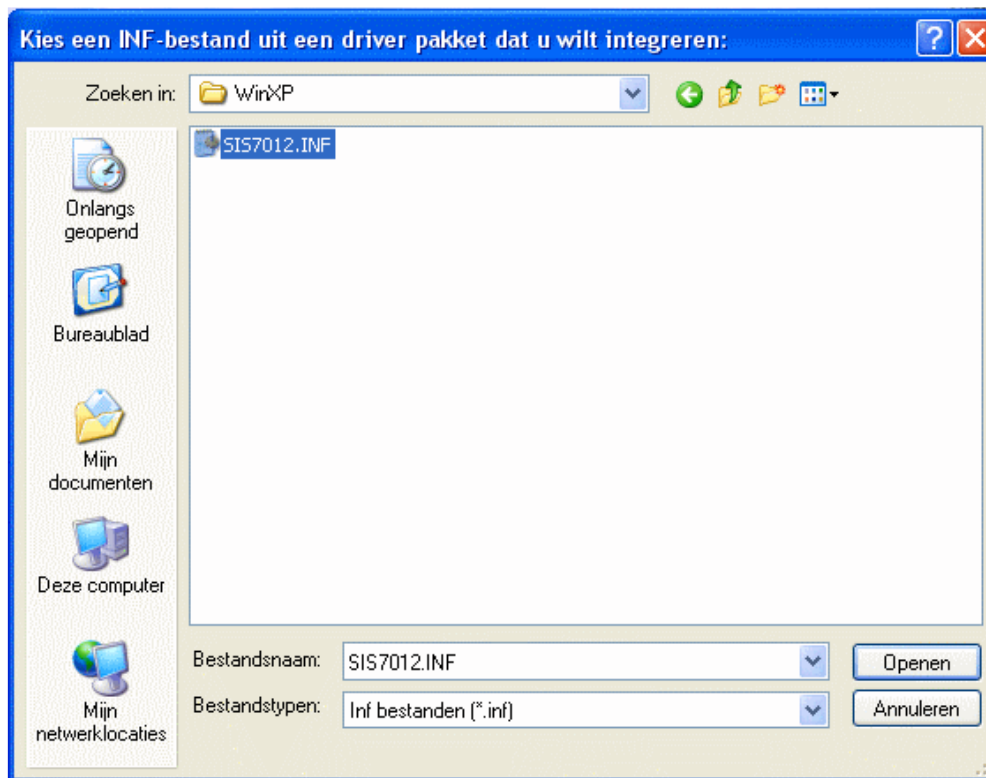 Kies een INF-bestand uit een driver pakket dat u wilt integreren:
Zoeken in:
WinXP
SIS7012.INF
Onlangs
geopend
Bureaublad
Mijn
documenten
Deze computer
Mijn
netwerklocaties
Bestandsnaam:
SIS7012.INF
Openen
Bestandstypen:
Inf bestanden (*.inf)
Annuleren